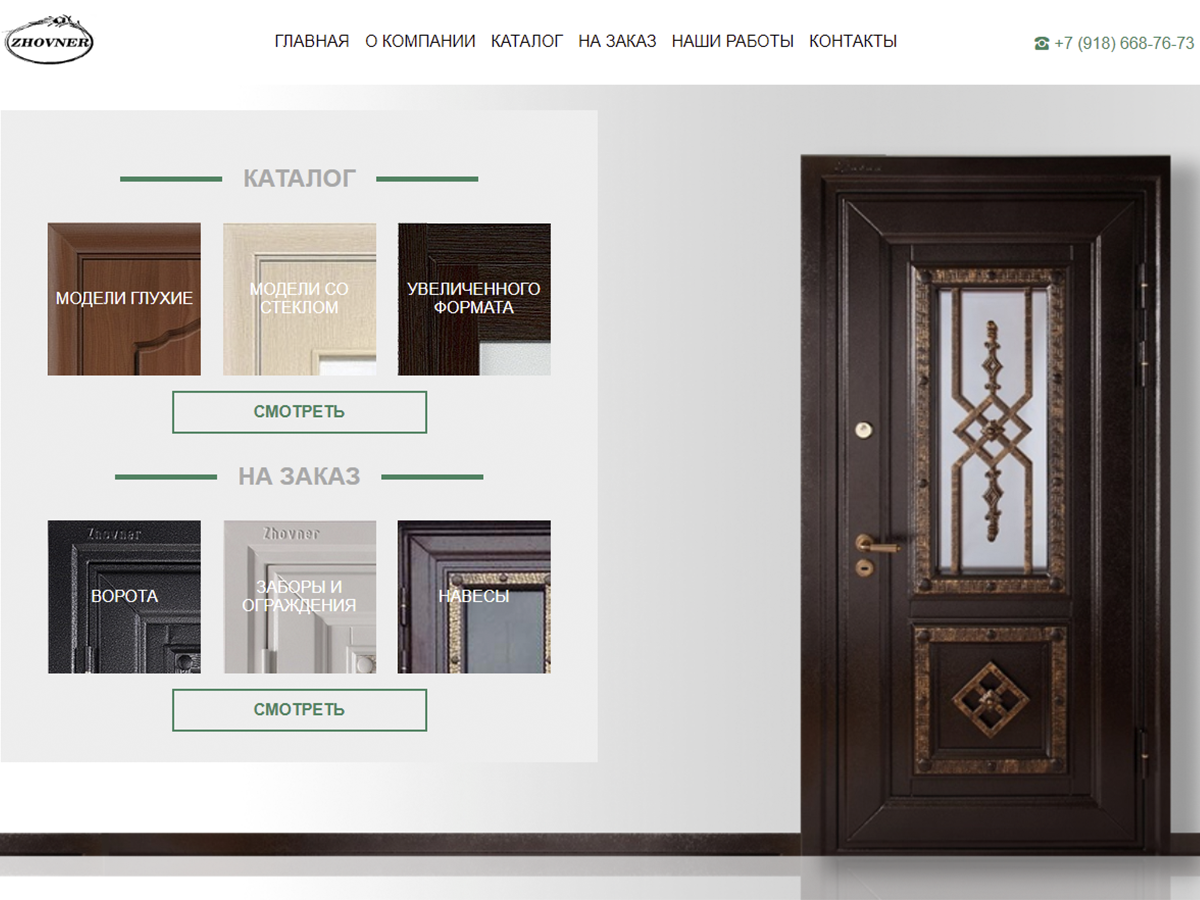 ZHOVNER
ГЛАВНАЯ О КОМПАНИИ КАТАЛОГ НА ЗАКАЗ НАШИ РАБОТЫ КОНТАКТЫ
+7 (918) 668-76-73
КАТАЛОГ
МОДЕЛИ ГЛУХИЕ
МОДЕЛИ СО
СТЕКЛОМ
УВЕЛИЧЕННОГО
ФОРМАТА
СМОТРЕТЬ
НА ЗАКАЗ
Zhovner
ВОРОТА
Zhovner
ЗАБОРЫ И
ОГРАЖДЕНИЯ
НАВЕСЫ
СМОТРЕТЬ